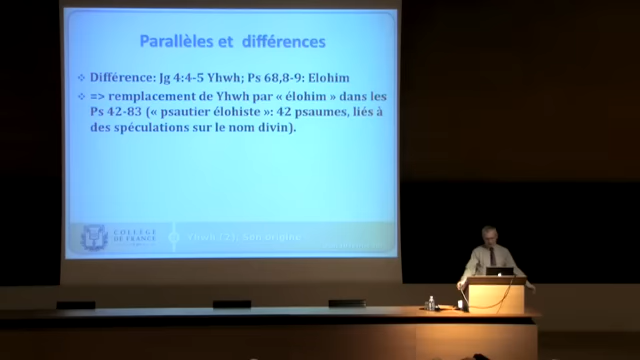 Parallèles et différences
Différence: Jg 4:4-5 Yhwh; Ps 68,8-9: Elohim
=> remplacement de Yhwh par « élohim » dans les
Ps 42-83 (« psautier élohiste »: 42 psaumes, liés à
des spéculations sur le nom divin).
COLLÈGE
DE FRANCE
Yhwh (2): Son origine